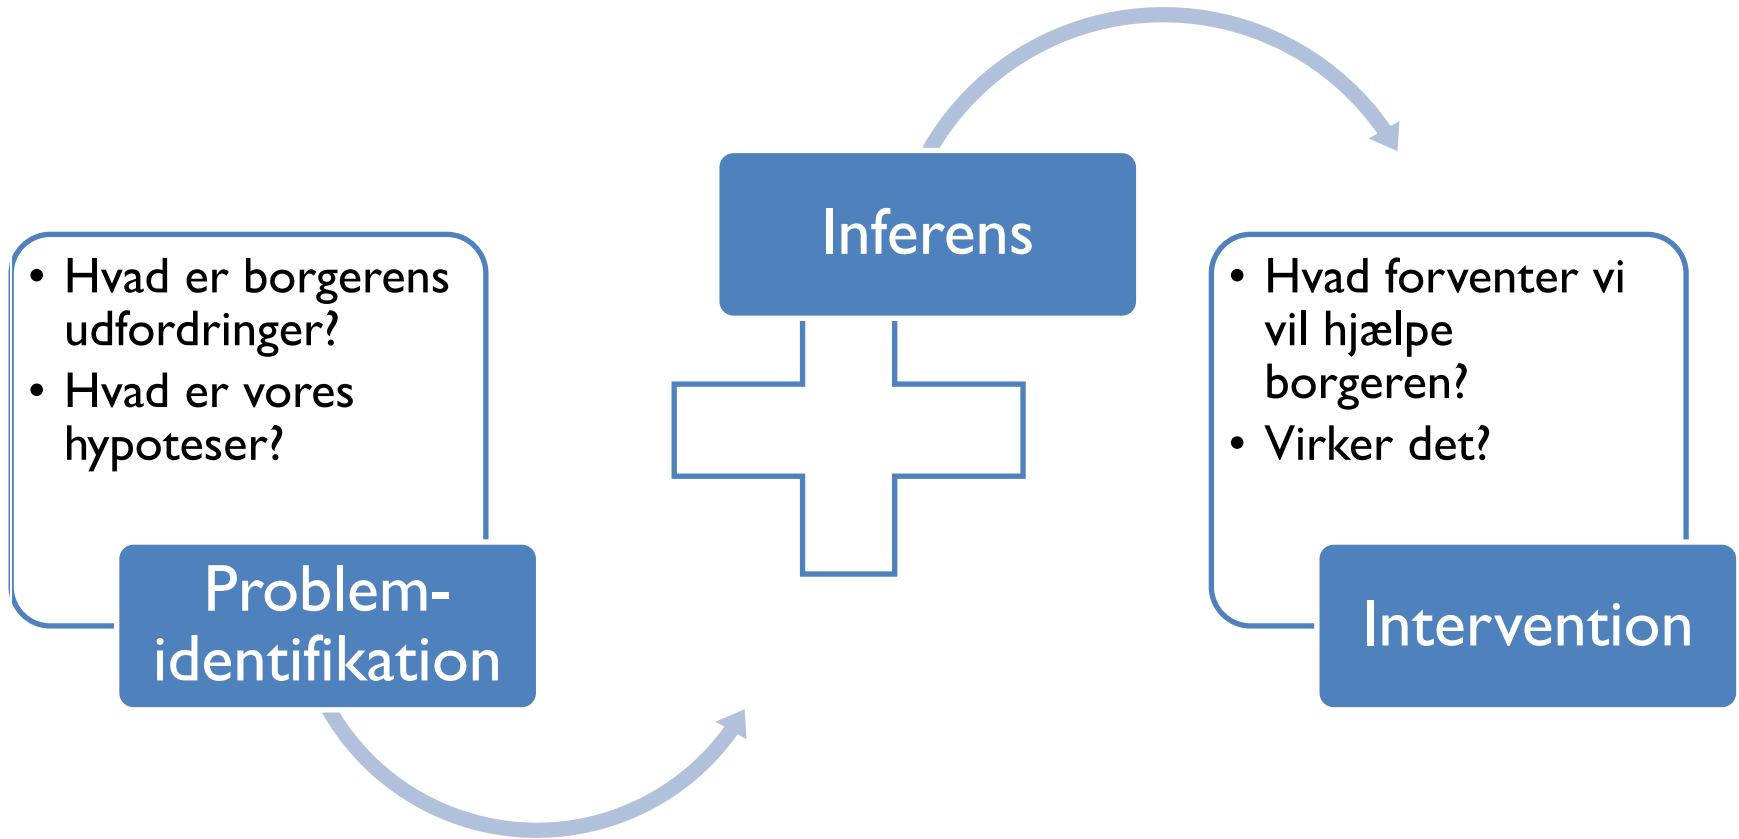 • Hvad er borgerens
udfordringer?
• Hvad er vores
hypoteser?
Problem-
identifikation
Inferens
• Hvad forventer vi
vil hjælpe
borgeren?
• Virker det?
Intervention